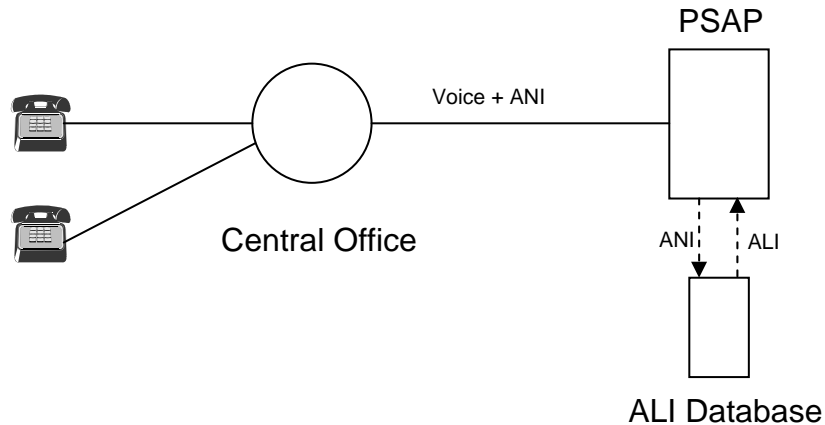 PSAP
Voice + ANI
Central Office
ANI
ALI
ALI Database